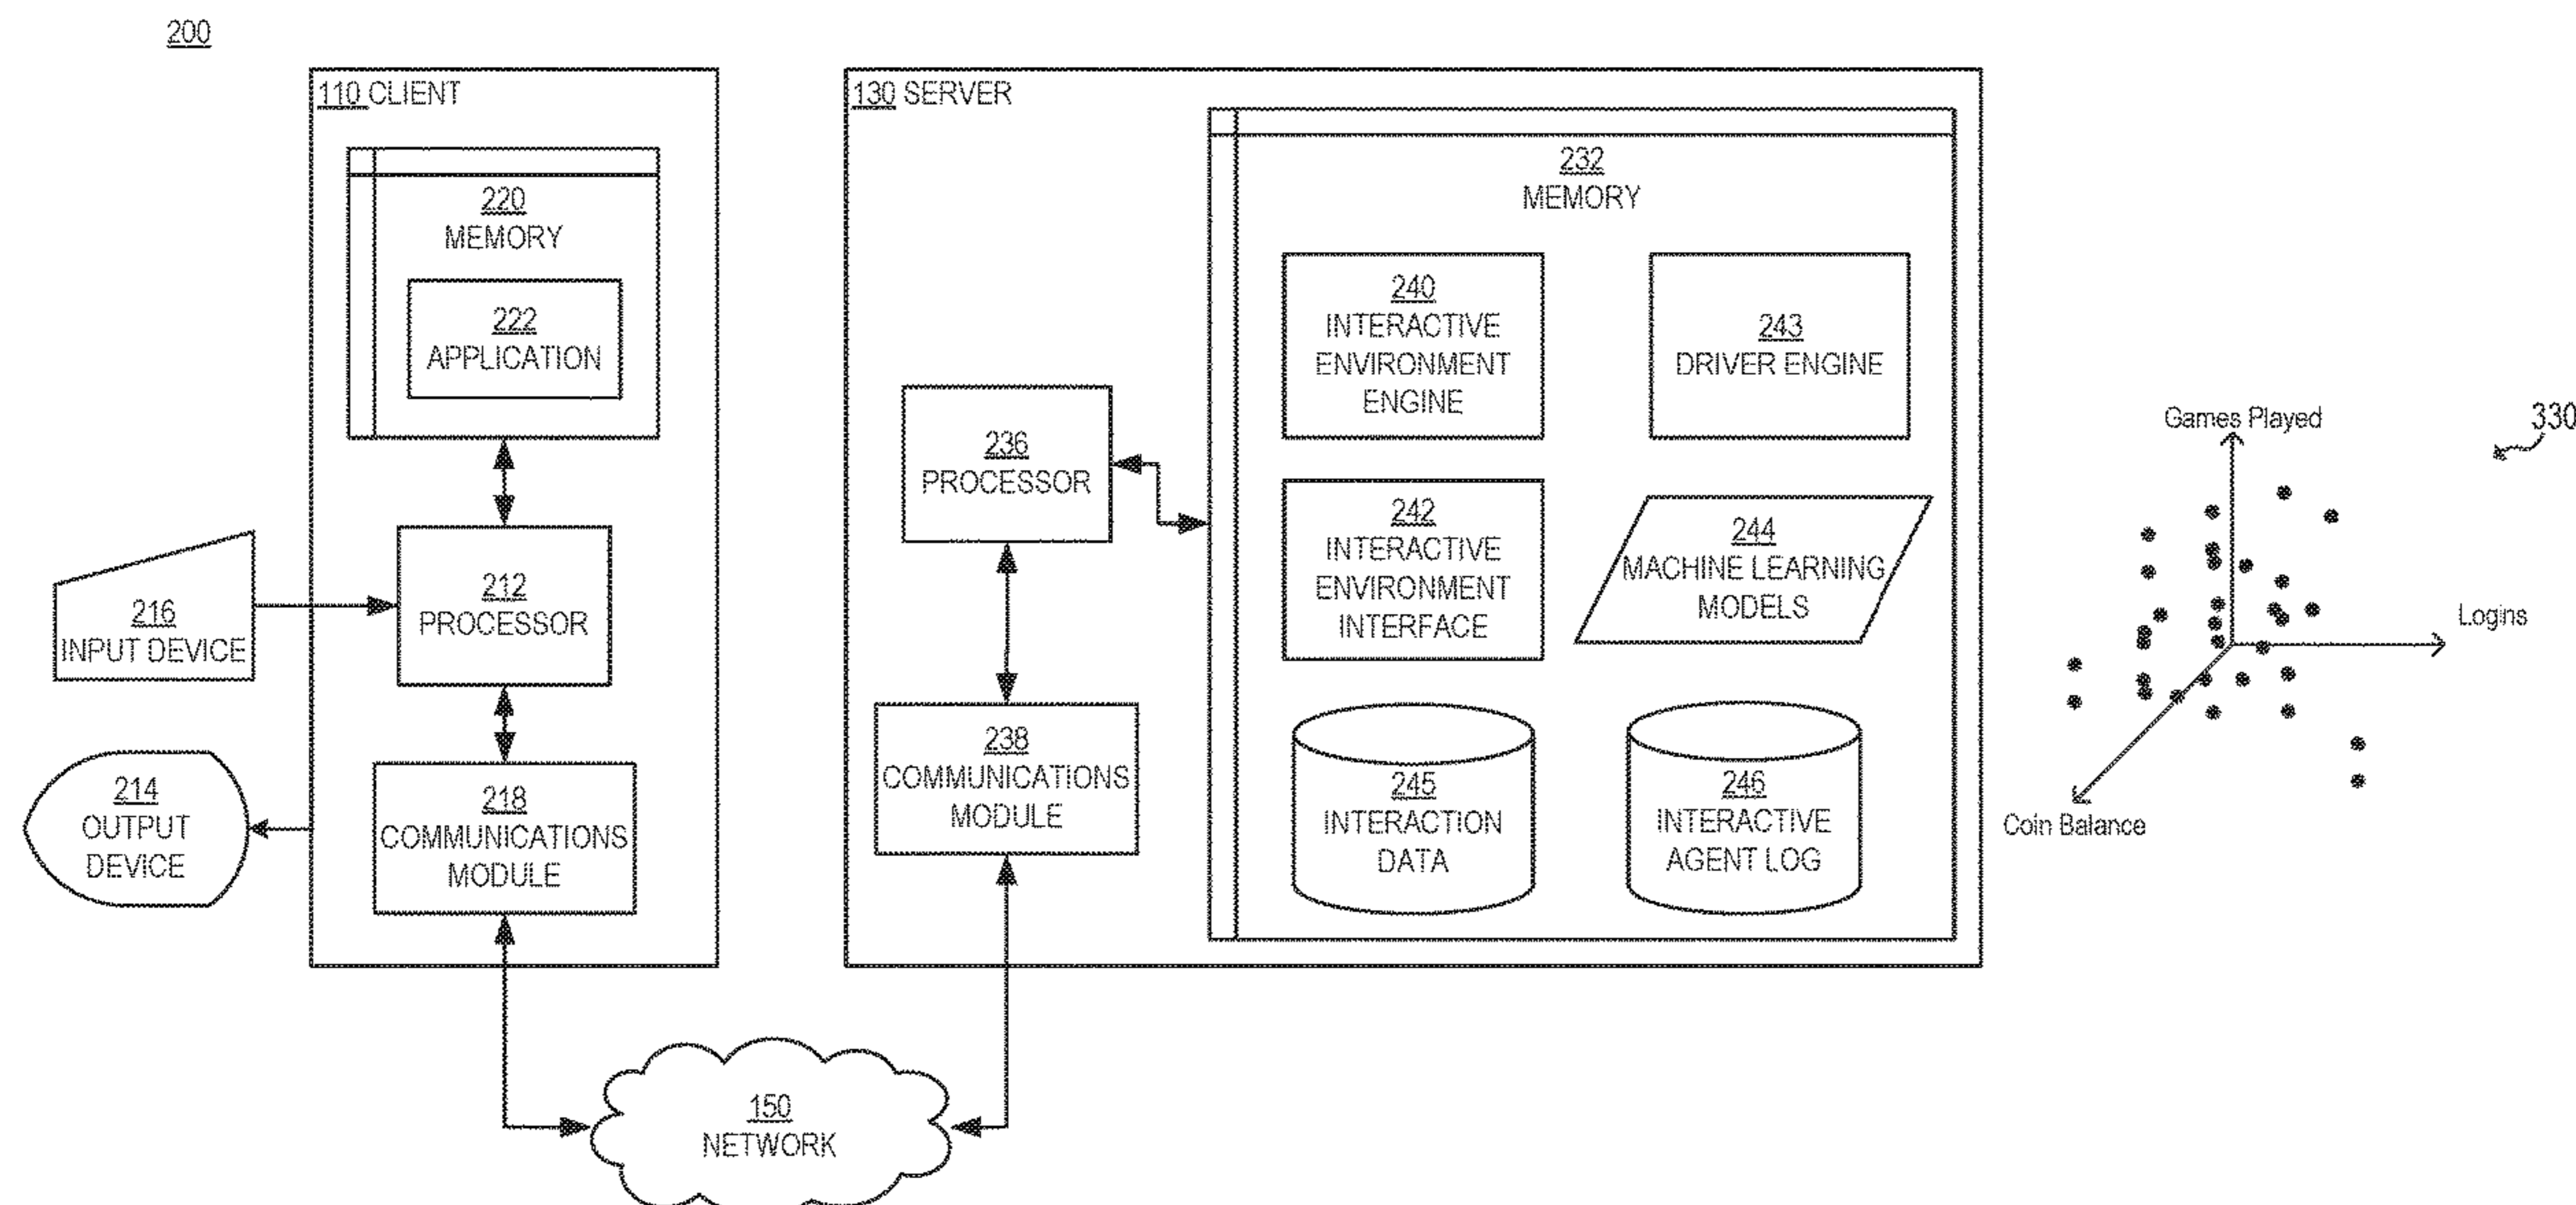 200
110 CLIENT
220
MEMORY
222
APPLICATION
212
PROCESSOR
216
INPUT DEVICE
214
OUTPUT
DEVICE
218
COMMUNICATIONS
MODULE
150
NETWORK
130 SERVER
236
PROCESSOR
238
COMMUNICATIONS
MODULE
232
MEMORY
240
INTERACTIVE
ENVIRONMENT
ENGINE
243
DRIVER ENGINE
242
INTERACTIVE
ENVIRONMENT
INTERFACE
244
MACHINE LEARNING
MODELS
245
INTERACTION
DATA
246
INTERACTIVE
AGENT LOG
330
Games Played
Logins
Coin Balance